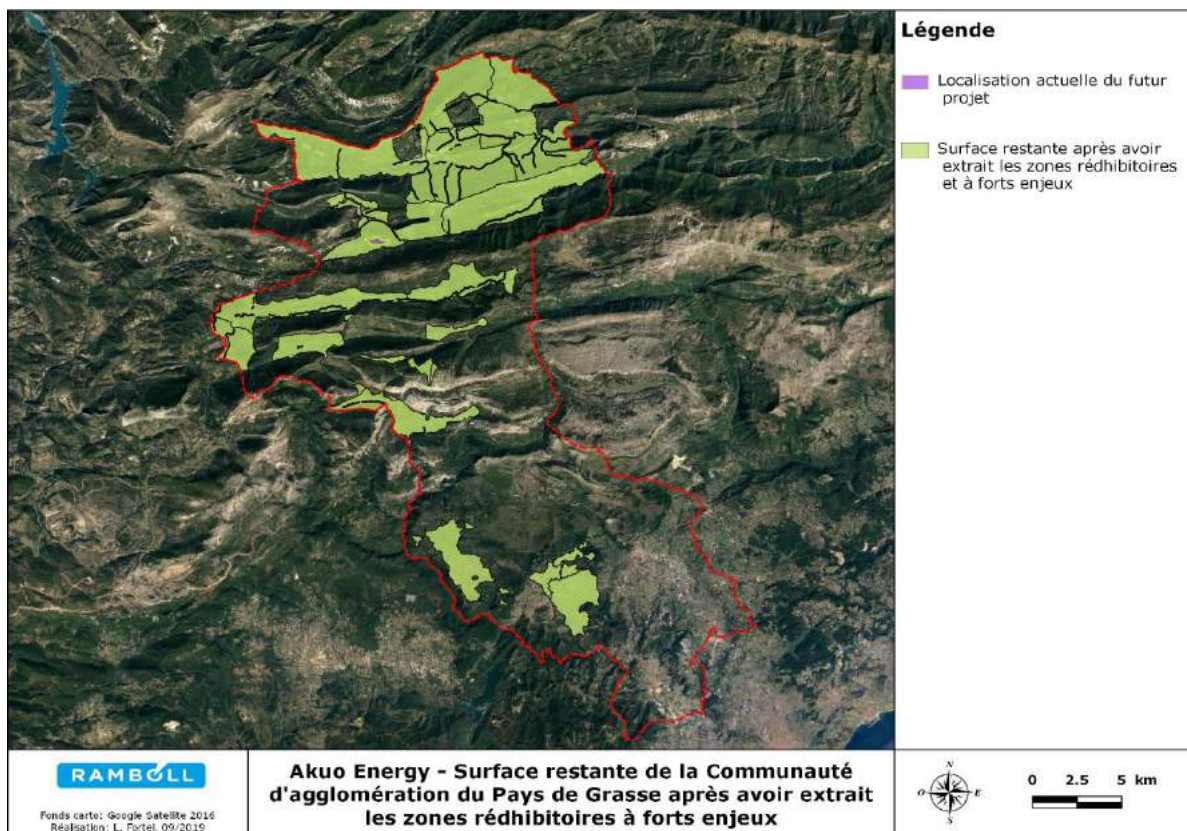 Légende
Localisation actuelle du futur
projet
Surface restante après avoir
extrait les zones rédhibitoires
et à forts enjeux
RAMBOLL
Fonds carto: Google Satellite 2016
Réalisation: L. Fortel, 09/2019
Akuo Energy - Surface restante de la Communauté
d'agglomération du Pays de Grasse après avoir extrait
les zones rédhibitoires à forts enjeux
N
O
E
S
0 2.5 5 km